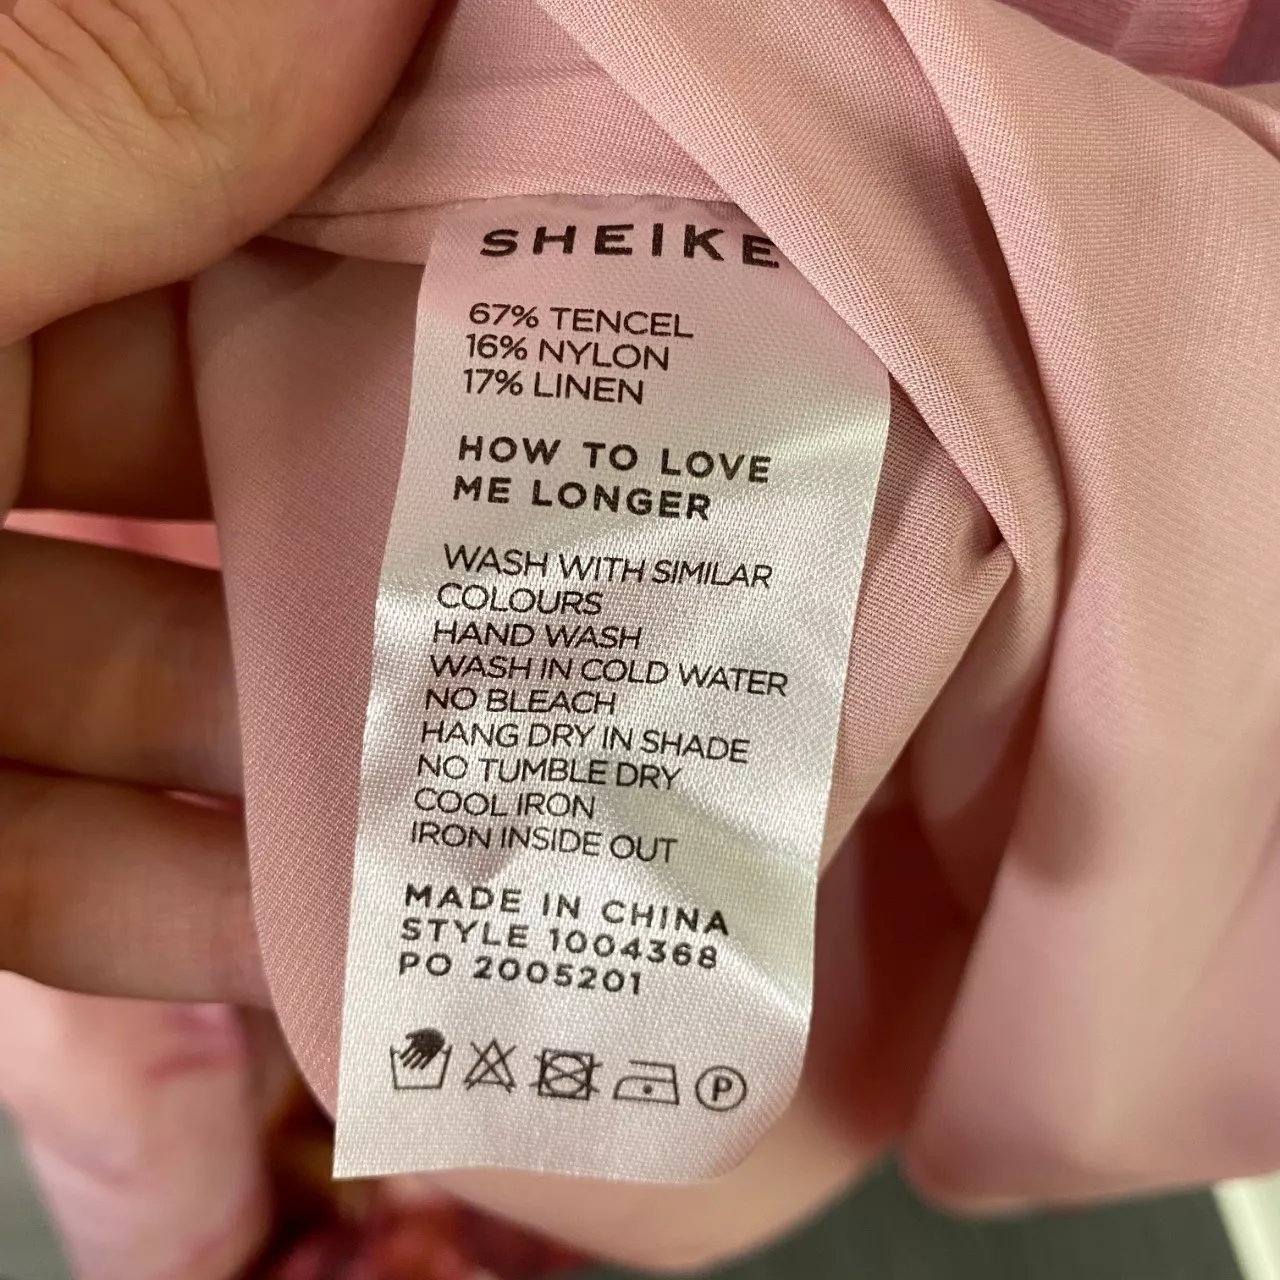 SHEIKE
67% TENCEL
16% NYLON
17% LINEN
HOW TO LOVE
ME LONGER
WASH WITH SIMILAR
COLOURS
HAND WASH
WASH IN COLD WATER
NO BLEACH
HANG DRY IN SHADE
NO TUMBLE DRY
COOL IRON
IRON INSIDE OUT
MADE IN CHINA
STYLE 1004368
PO 2005201
P